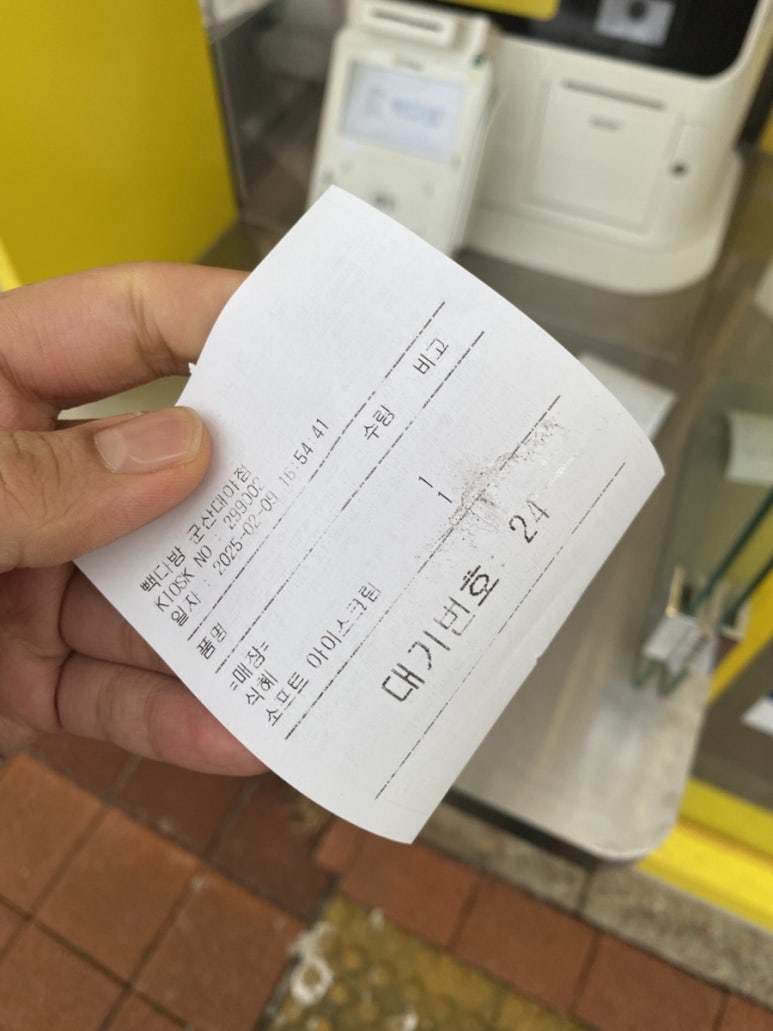 빽다방 군산대아점
KIOSK NO : 299002
일자 : 2025-02-09 16:54:41
품명 수량 비고
=매장=
식혜 1
소프트 아이스크림 1
대기번호 : 24